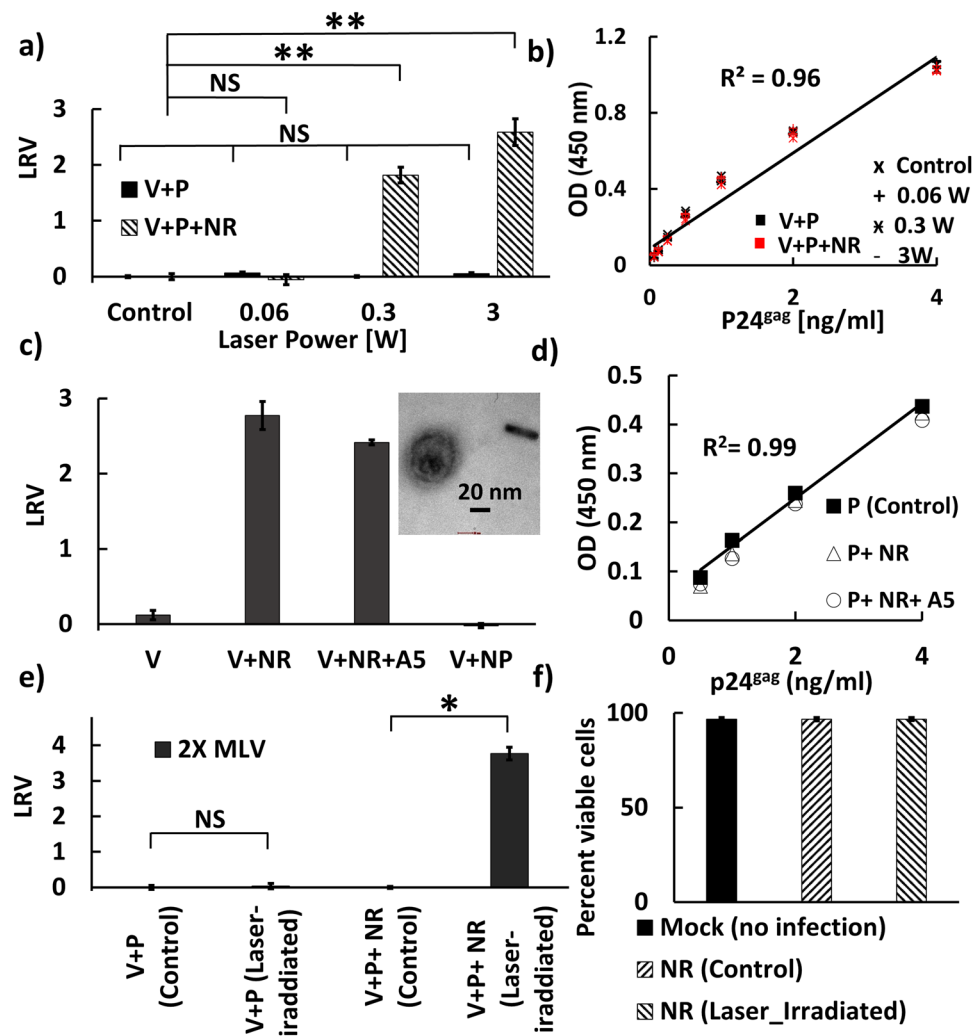 a)
**
**
NS
NS
LRV
3
2
1
0
V+P
V+P+NR
Control
0.06
0.3
3
Laser Power [W]
b)
OD (450 nm)
1.2
0.8
0.4
0
R² = 0.96
x Control
+ 0.06 W
ж 0.3 W
- 3W
V+P
V+P+NR
0
2
4
P24gag [ng/ml]
c)
LRV
3
2
1
0
20 nm
V
V+NR
V+NR+A5
V+NP
d)
OD (450 nm)
0.5
0.4
0.3
0.2
0.1
0
R²= 0.99
P (Control)
P+ NR
P+ NR+ A5
0
2
4
p24gag (ng/ml)
e)
LRV
4
3
2
1
0
2X MLV
NS
*
V+P
(Control)
V+P (Laser-
iraddiated)
V+P+ NR
(Control)
V+P+ NR
(Laser-
iraddiated)
f)
Percent viable cells
100
50
0
Mock (no infection)
NR (Control)
NR (Laser_Irradiated)